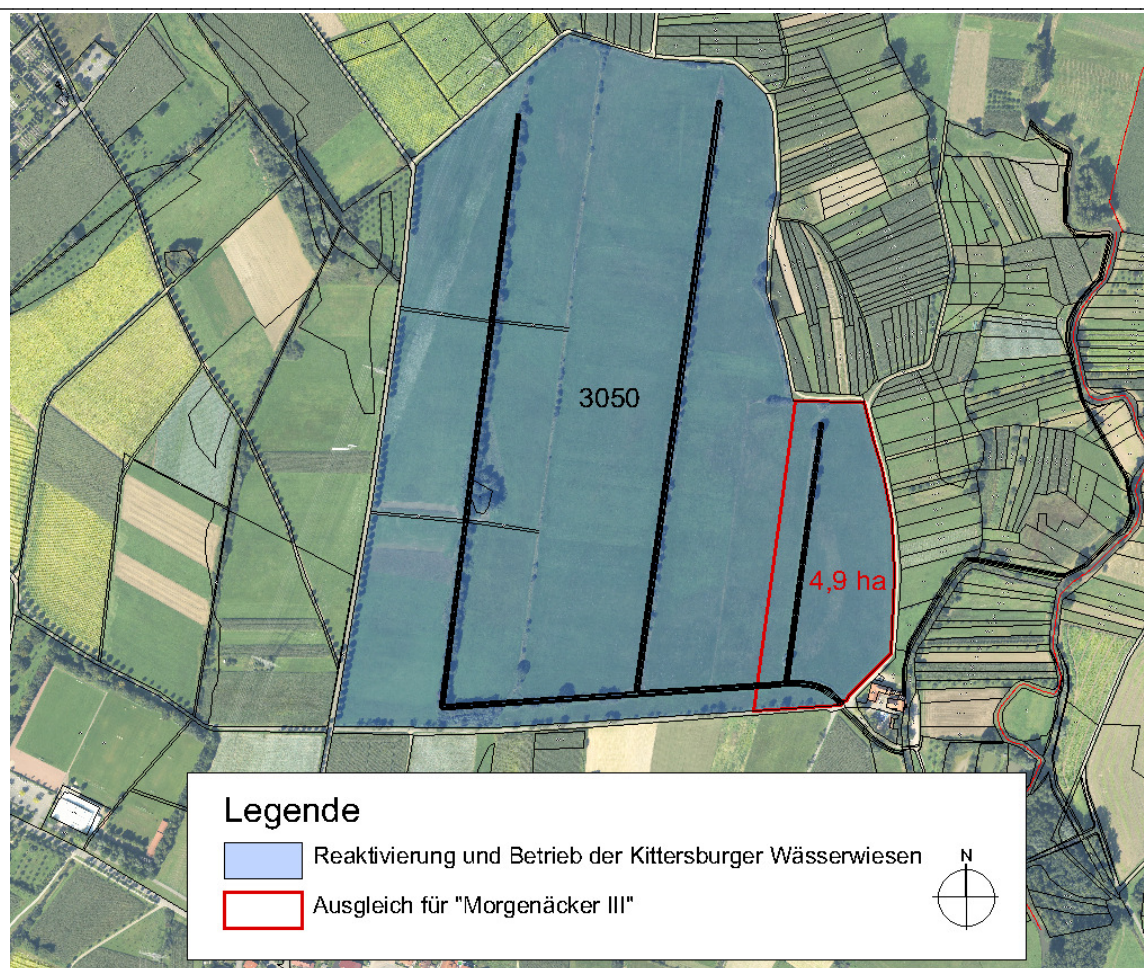 3050
4,9 ha
Legende
Reaktivierung und Betrieb der Kittersburger Wässerwiesen
Ausgleich für "Morgenäcker III"
N